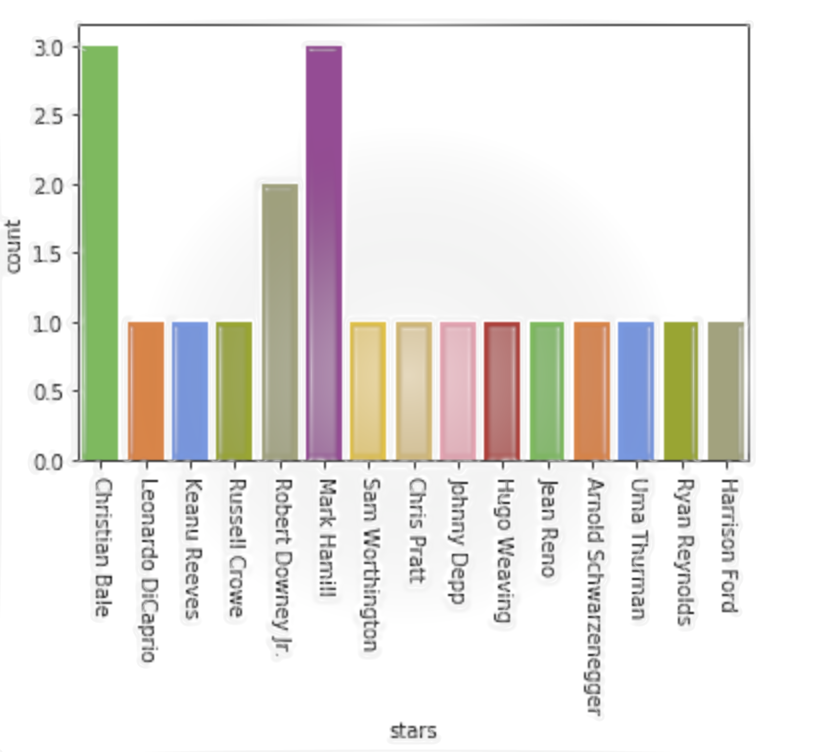 3.0
2.5
2.0
1.5
1.0
0.5
0.0
count
Christian Bale
Leonardo DiCaprio
Keanu Reeves
Russell Crowe
Robert Downey Jr.
Mark Hamill
Sam Worthington
Chris Pratt
Johnny Depp
Hugo Weaving
Jean Reno
Arnold Schwarzenegger
Uma Thurman
Ryan Reynolds
Harrison Ford
stars